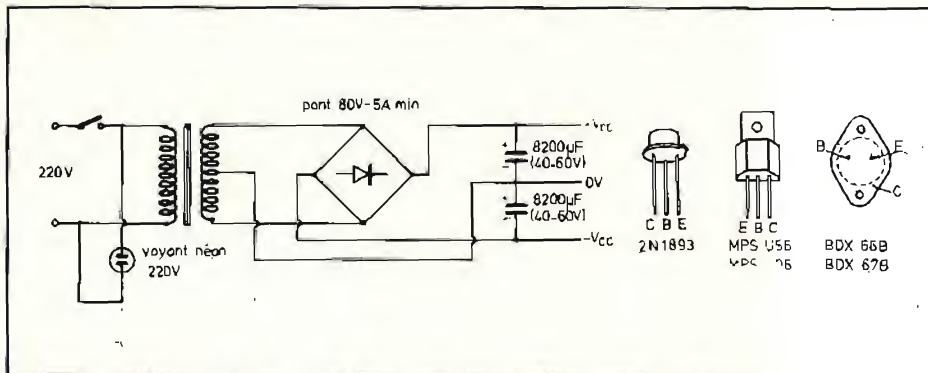 pont 80V-5A min
220V
voyant néon
220V
+
8200µF
(40-60V)
+
8200µF
(40-60V)
0V
-Vcc
C B E
2N1893
E B C
MPS U56
B
E
C
BDX 66B
BDX 67B